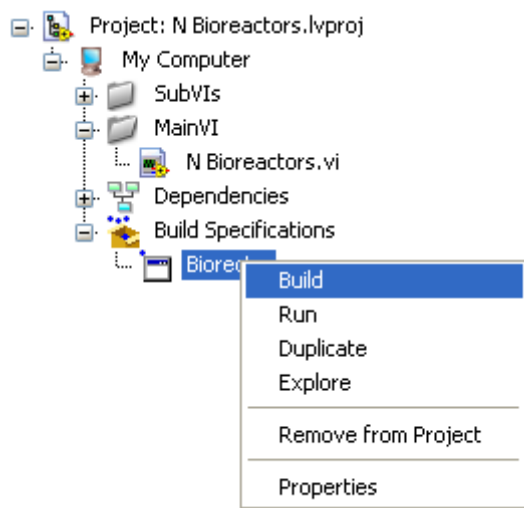 Project: N Bioreactors.lvproj
My Computer
SubVIs
MainVI
N Bioreactors.vi
Dependencies
Build Specifications
Build
Run
Duplicate
Explore
Remove from Project
Properties